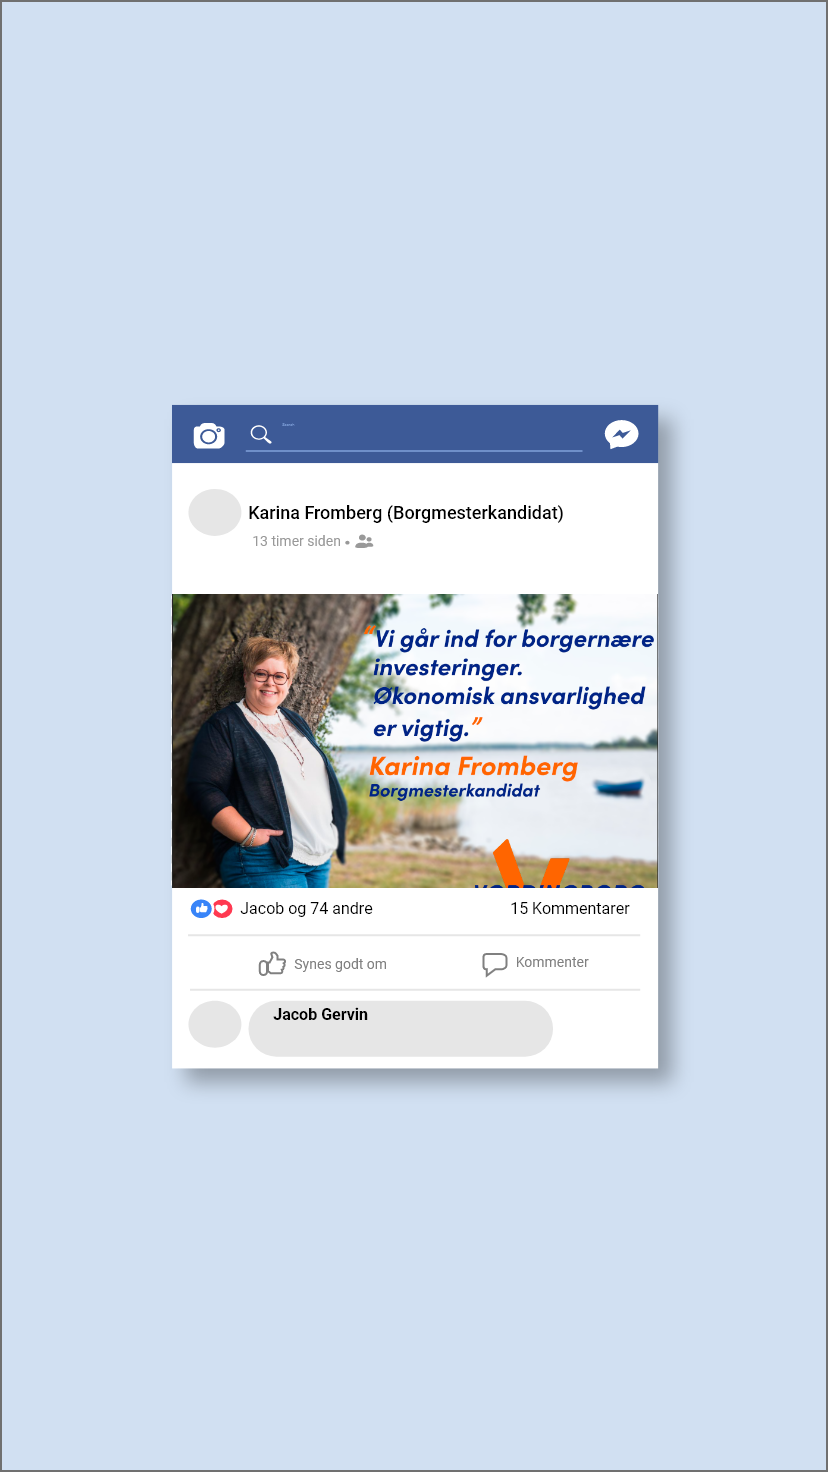 Karina Fromberg (Borgmesterkandidat)
13 timer siden •
"Vi går ind for borgernære
investeringer.
Økonomisk ansvarlighed
er vigtig."
Karina Fromberg
Borgmesterkandidat
VORDINGBORG
Jacob og 74 andre
15 Kommentarer
Synes godt om
Kommenter
Jacob Gervin